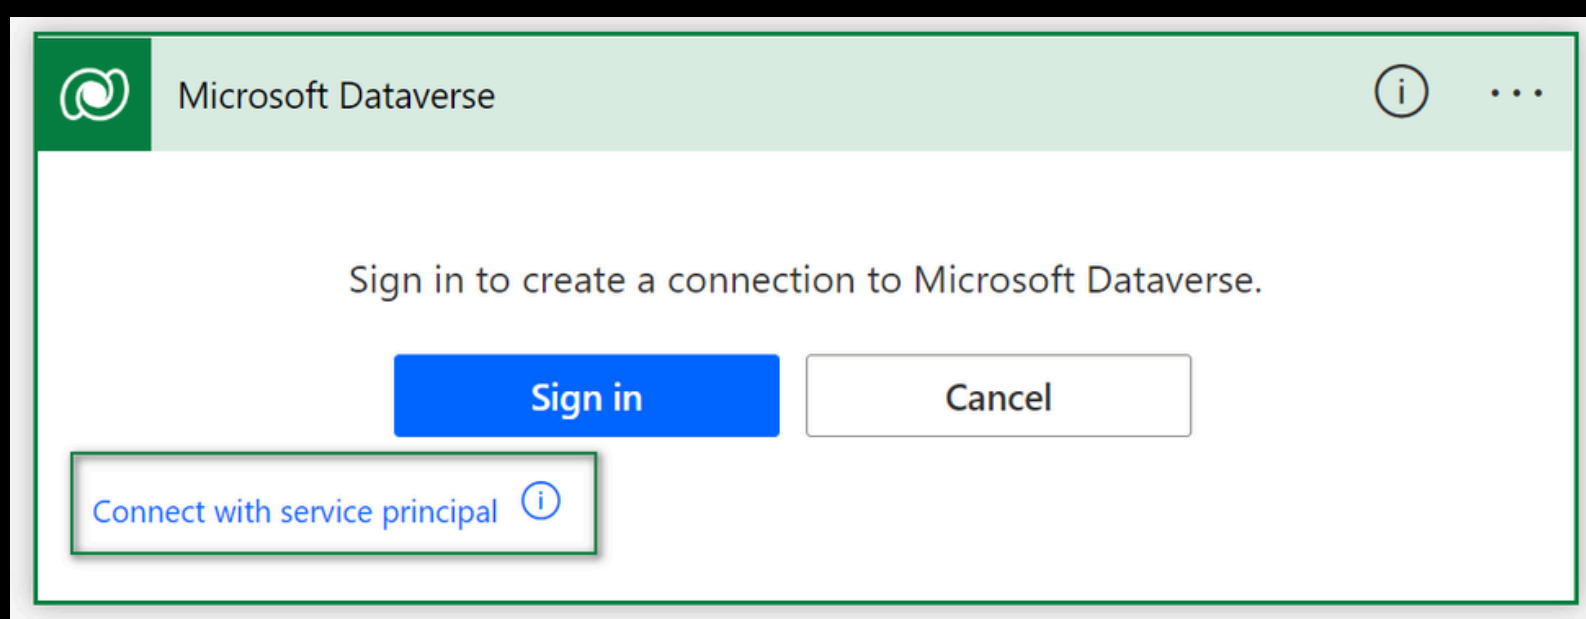 Microsoft Dataverse
Sign in to create a connection to Microsoft Dataverse.
Sign in
Cancel
Connect with service principal